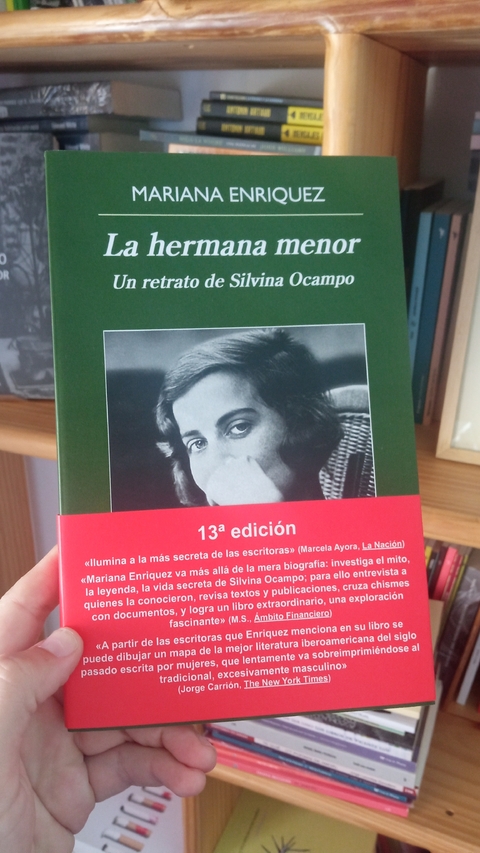 ANTONIN ARTAUD
MENSAJES
ANTONIN ARTAUD
MARIANA ENRIQUEZ
La hermana menor
Un retrato de Silvina Ocampo
13ª edición
«Ilumina a la más secreta de las escritoras» (Marcela Ayora, La Nación)
«Mariana Enriquez va más allá de la mera biografía: investiga el mito,
la leyenda, la vida secreta de Silvina Ocampo; para ello entrevista a
quienes la conocieron, revisa textos y publicaciones, cruza chismes
con documentos, y logra un libro extraordinario, una exploración
fascinante» (M.S., Ámbito Financiero)
«A partir de las escritoras que Enriquez menciona en su libro se
puede dibujar un mapa de la mejor literatura iberoamericana del siglo
pasado escrita por mujeres, que lentamente va sobreimprimiéndose al
tradicional, excesivamente masculino»
(Jorge Carrión, The New York Times)